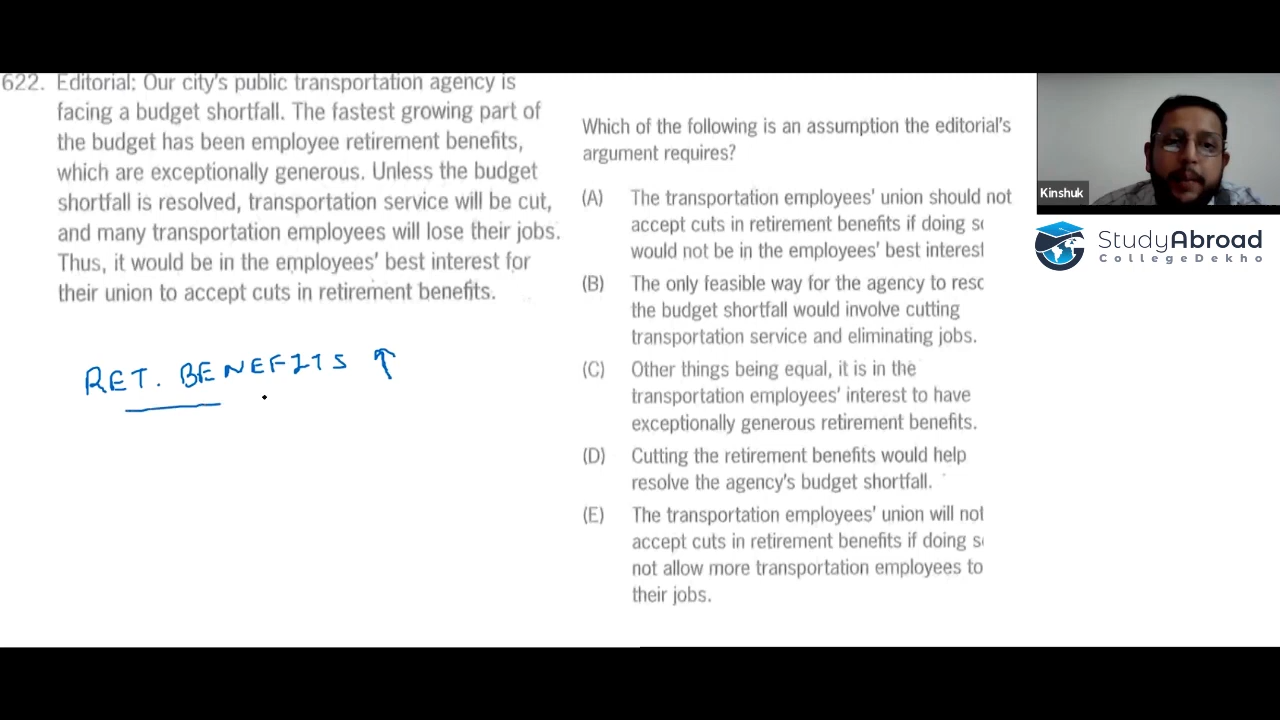 622. Editorial: Our city's public transportation agency is
facing a budget shortfall. The fastest growing part of
the budget has been employee retirement benefits,
which are exceptionally generous. Unless the budget
shortfall is resolved, transportation service will be cut,
and many transportation employees will lose their jobs.
Thus, it would be in the employees' best interest for
their union to accept cuts in retirement benefits.
RET. BENEFITS ↑
Which of the following is an assumption the editorial's
argument requires?
(A) The transportation employees' union should not
accept cuts in retirement benefits if doing s
would not be in the employees' best interest
(B) The only feasible way for the agency to reso
the budget shortfall would involve cutting
transportation service and eliminating jobs.
(C) Other things being equal, it is in the
transportation employees' interest to have
exceptionally generous retirement benefits.
(D) Cutting the retirement benefits would help
resolve the agency's budget shortfall.
(E) The transportation employees' union will not
accept cuts in retirement benefits if doing s
not allow more transportation employees to
their jobs.
Kinshuk
StudyAbroad
CollegeDekho